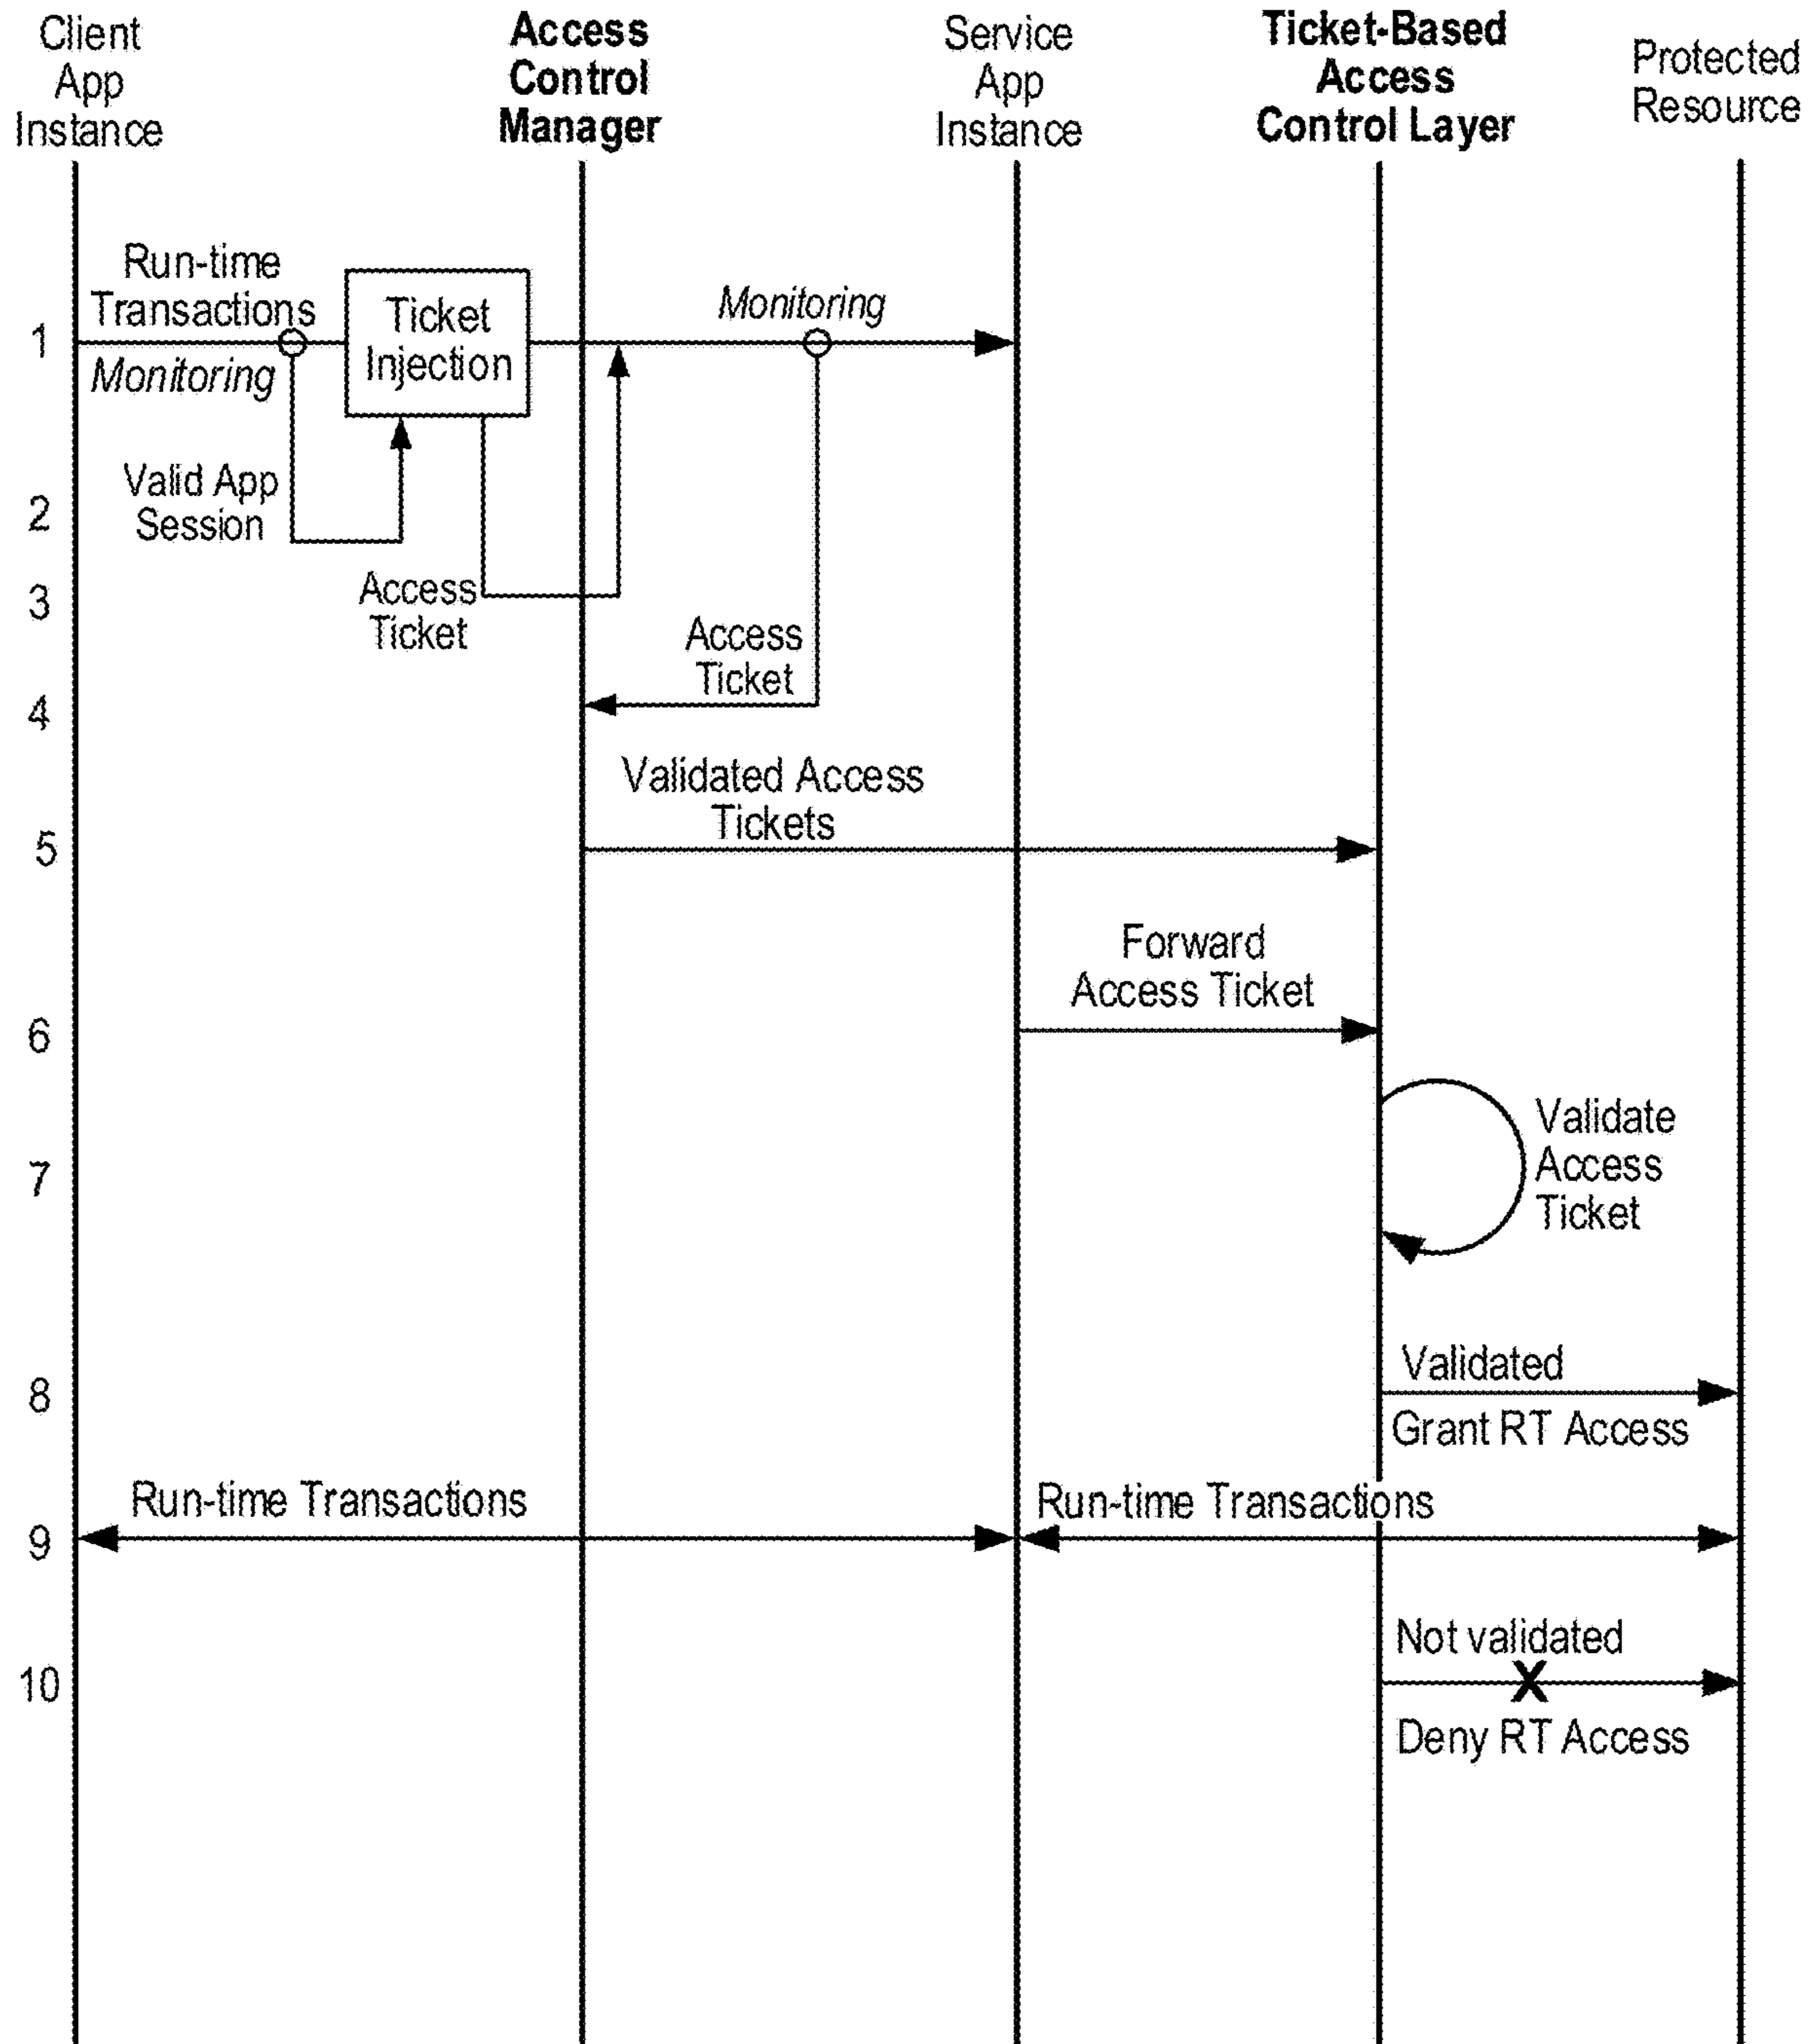 Client
App
Instance
Access
Control
Manager
Service
App
Instance
Ticket-Based
Access
Control Layer
Protected
Resource
1
Run-time
Transactions
Monitoring
Ticket
Injection
Monitoring
2
Valid App
Session
3
Access
Ticket
4
Access
Ticket
5
Validated Access
Tickets
6
Forward
Access Ticket
7
Validate
Access
Ticket
8
Validated
Grant RT Access
9
Run-time Transactions
Run-time Transactions
10
Not validated
X
Deny RT Access